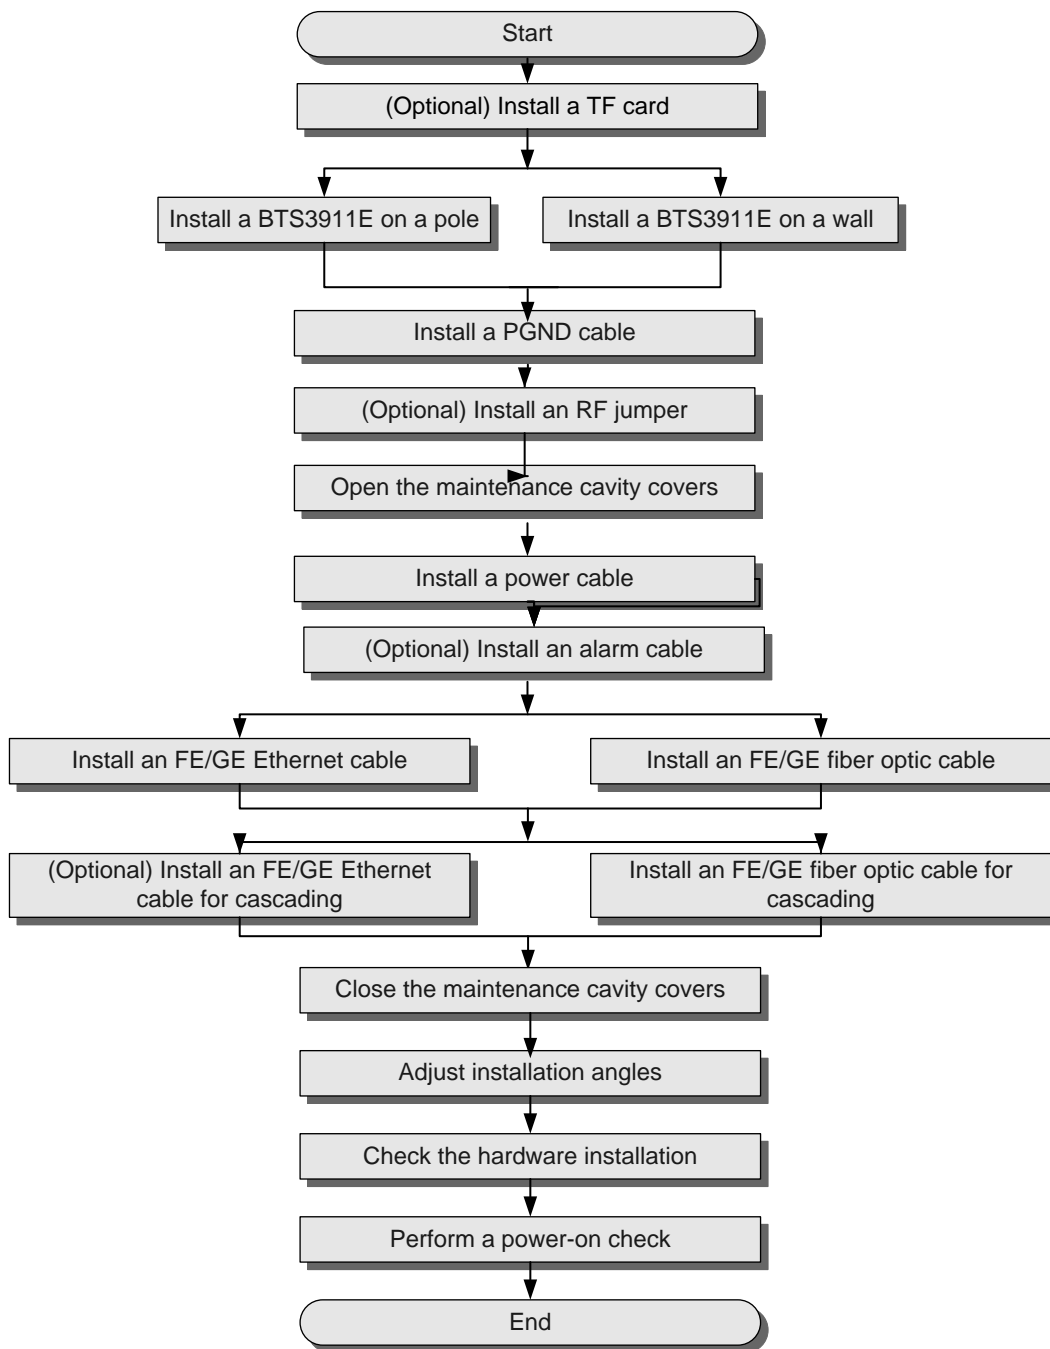 Start
(Optional) Install a TF card
Install a BTS3911E on a pole
Install a BTS3911E on a wall
Install a PGND cable
(Optional) Install an RF jumper
Open the maintenance cavity covers
Install a power cable
(Optional) Install an alarm cable
Install an FE/GE Ethernet cable
Install an FE/GE fiber optic cable
(Optional) Install an FE/GE Ethernet
cable for cascading
Install an FE/GE fiber optic cable for
cascading
Close the maintenance cavity covers
Adjust installation angles
Check the hardware installation
Perform a power-on check
End